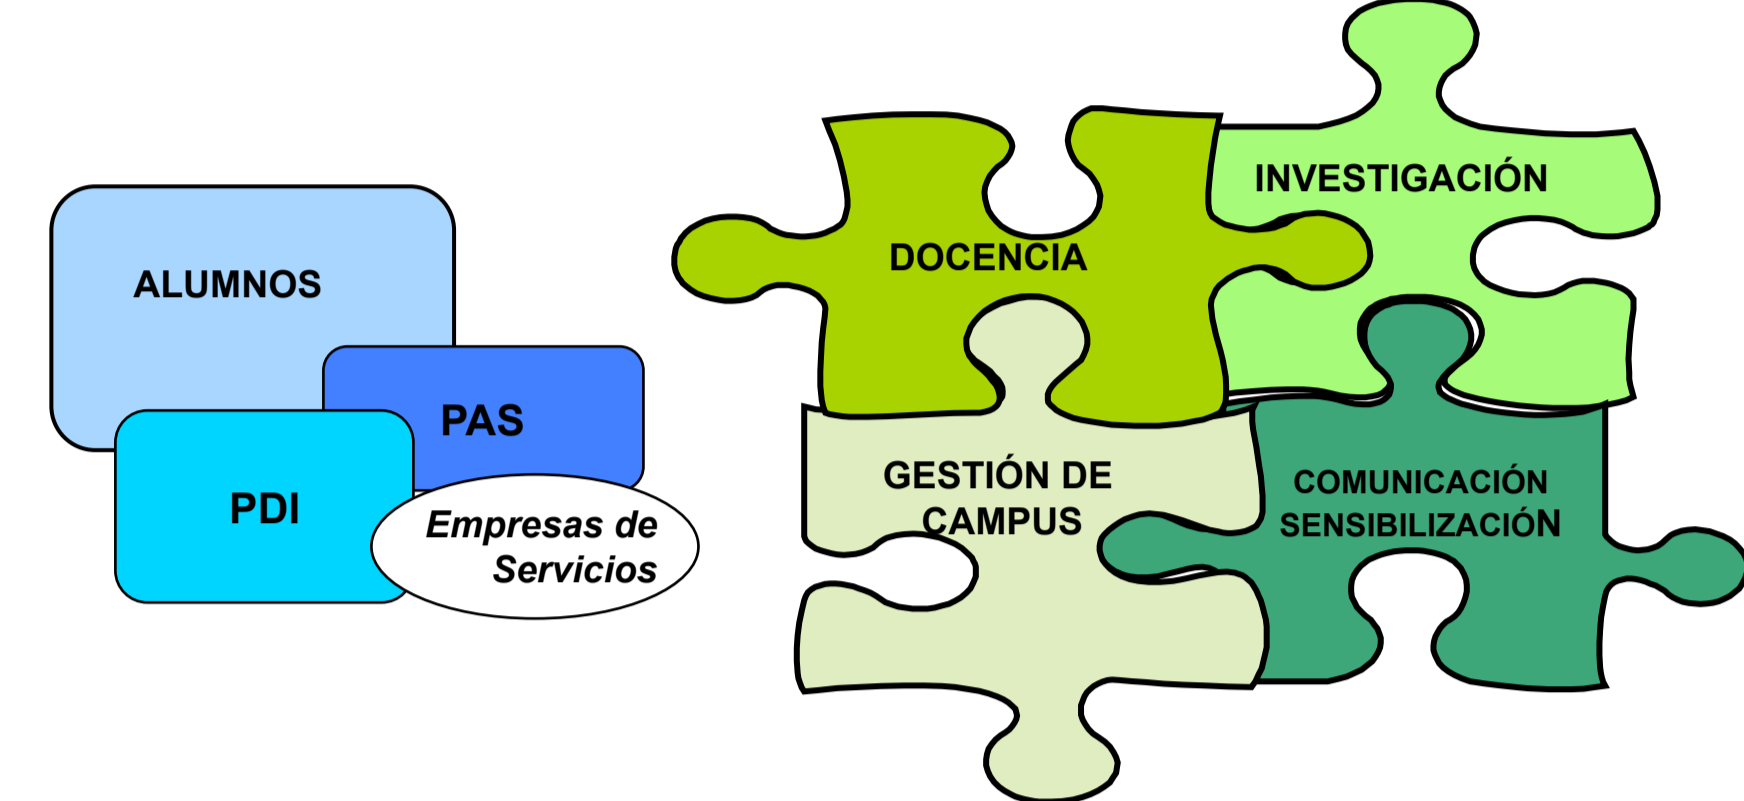 ALUMNOS
PAS
PDI
Empresas de
Servicios
DOCENCIA
INVESTIGACIÓN
GESTIÓN DE
CAMPUS
COMUNICACIÓN
SENSIBILIZACIÓN